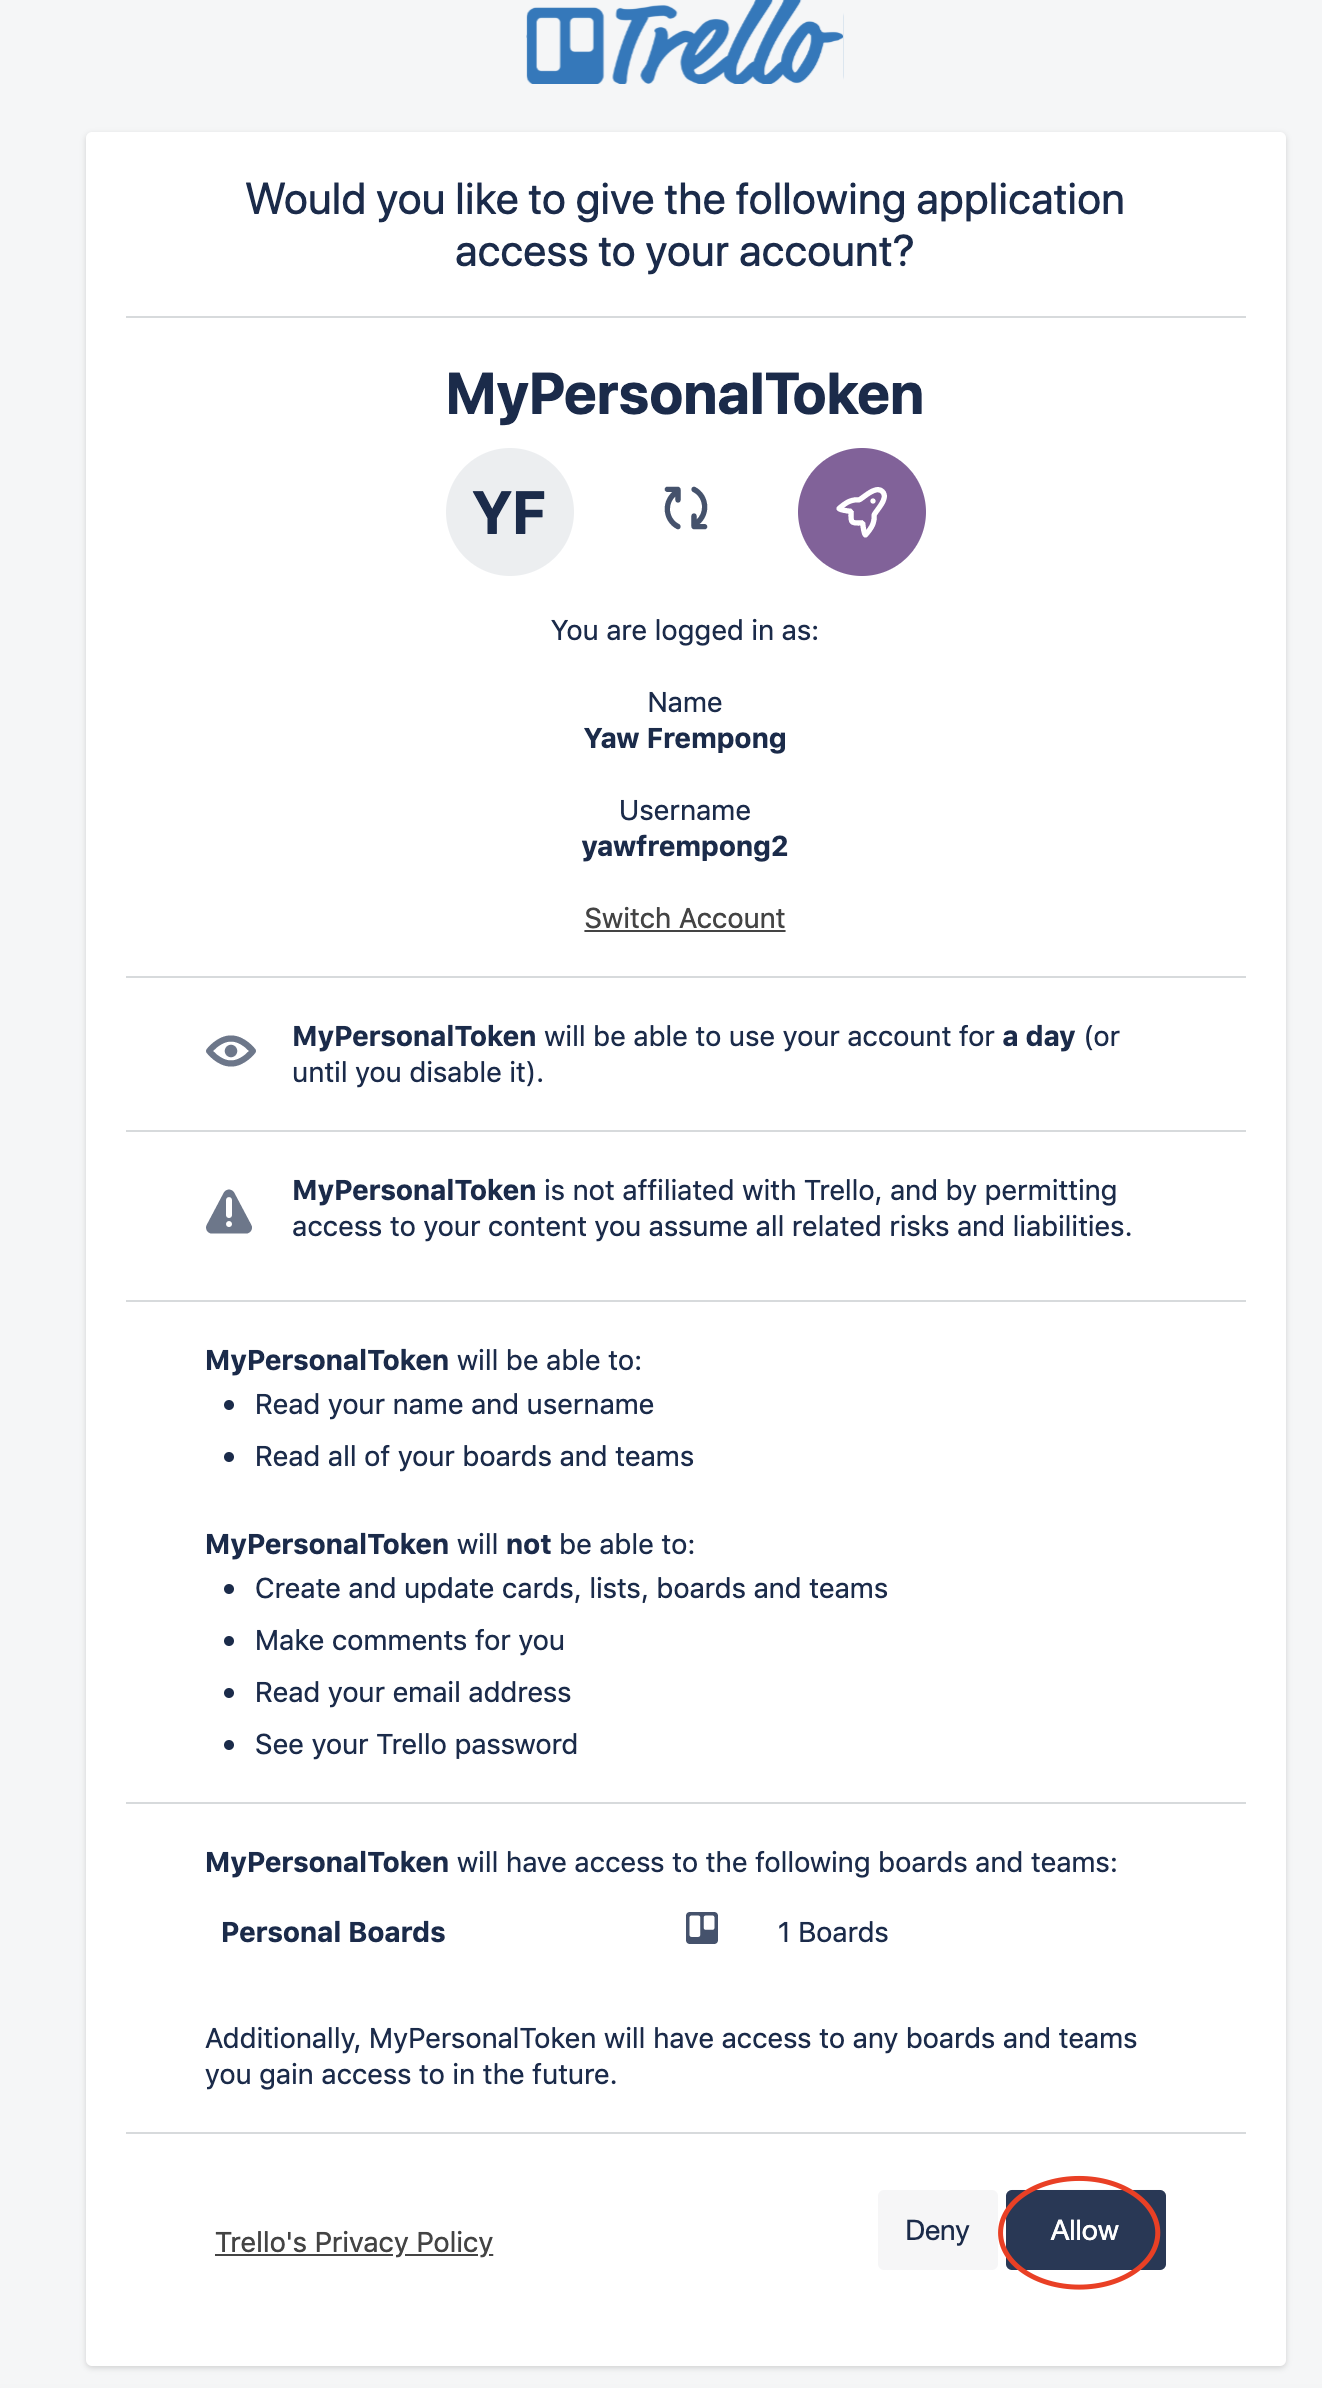 Trello
Would you like to give the following application
access to your account?
MyPersonalToken
YF
You are logged in as:
Name
Yaw Frempong
Username
yawfrempong2
Switch Account
MyPersonalToken will be able to use your account for a day (or
until you disable it).
MyPersonalToken is not affiliated with Trello, and by permitting
access to your content you assume all related risks and liabilities.
MyPersonalToken will be able to:
• Read your name and username
• Read all of your boards and teams
MyPersonalToken will not be able to:
• Create and update cards, lists, boards and teams
• Make comments for you
• Read your email address
• See your Trello password
MyPersonalToken will have access to the following boards and teams:
Personal Boards 1 Boards
Additionally, MyPersonalToken will have access to any boards and teams
you gain access to in the future.
Trello's Privacy Policy Deny Allow